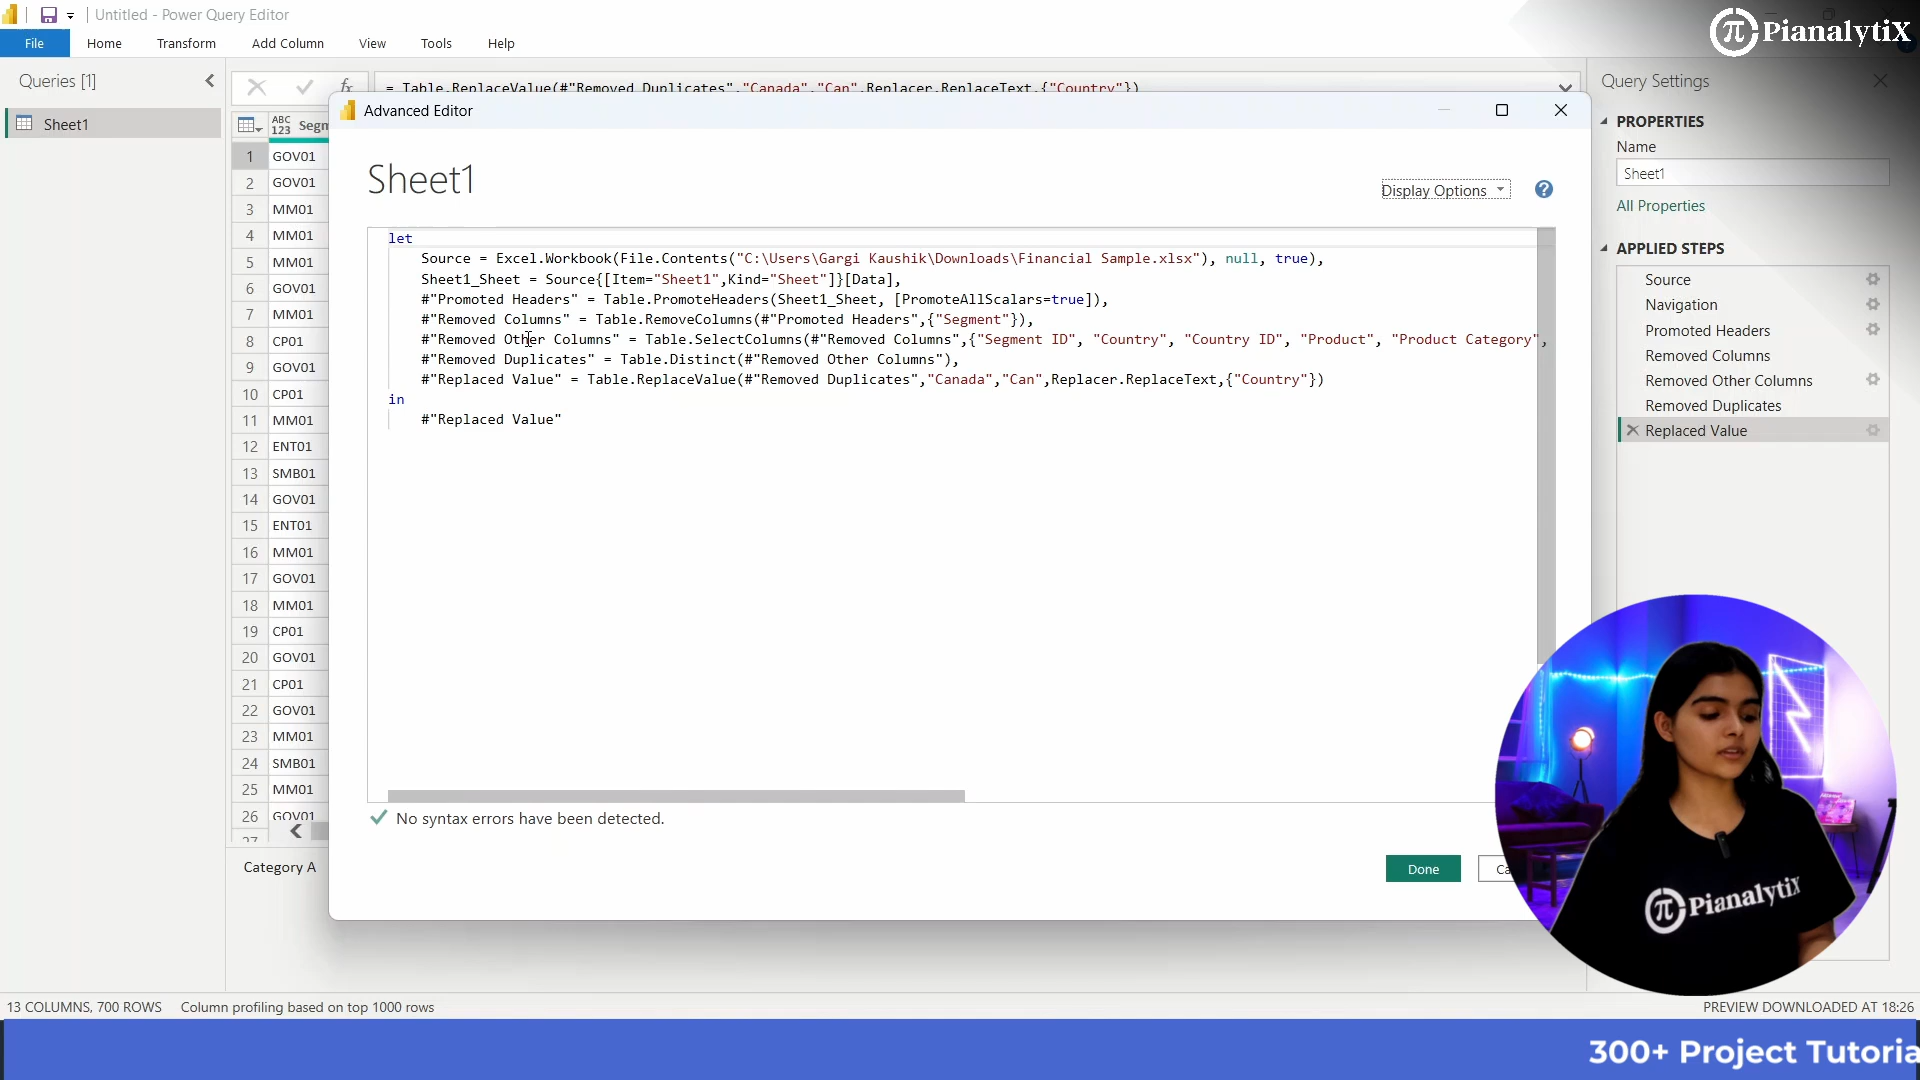 Untitled - Power Query Editor
PianalytiX
File Home Transform Add Column View Tools Help
Queries [1]
Sheet1
fx
= Table.ReplaceValue(#"Removed Duplicates","Canada","Can",Replacer.ReplaceText,{"Country"})
ABC
123
Segm
1 GOV01
2 GOV01
3 MM01
4 MM01
5 MM01
6 GOV01
7 MM01
8 CP01
9 GOV01
10 CP01
11 MM01
12 ENT01
13 SMB01
14 GOV01
15 ENT01
16 MM01
17 GOV01
18 MM01
19 CP01
20 GOV01
21 CP01
22 GOV01
23 MM01
24 SMB01
25 MM01
26 GOV01
27
Category A
Advanced Editor
Sheet1
Display Options
?
let
Source = Excel.Workbook(File.Contents("C:\Users\Gargi Kaushik\Downloads\Financial Sample.xlsx"), null, true),
Sheet1_Sheet = Source{[Item="Sheet1",Kind="Sheet"]}[Data],
#"Promoted Headers" = Table.PromoteHeaders(Sheet1_Sheet, [PromoteAllScalars=true]),
#"Removed Columns" = Table.RemoveColumns(#"Promoted Headers",{"Segment"}),
#"Removed Other Columns" = Table.SelectColumns(#"Removed Columns",{"Segment ID", "Country", "Country ID", "Product", "Product Category",
#"Removed Duplicates" = Table.Distinct(#"Removed Other Columns"),
#"Replaced Value" = Table.ReplaceValue(#"Removed Duplicates","Canada","Can",Replacer.ReplaceText,{"Country"})
in
#"Replaced Value"
No syntax errors have been detected.
Done
Ca
Query Settings
PROPERTIES
Name
Sheet1
All Properties
APPLIED STEPS
Source
Navigation
Promoted Headers
Removed Columns
Removed Other Columns
Removed Duplicates
Replaced Value
PianalytiX
13 COLUMNS, 700 ROWS Column profiling based on top 1000 rows
PREVIEW DOWNLOADED AT 18:26
300+ Project Tutoria